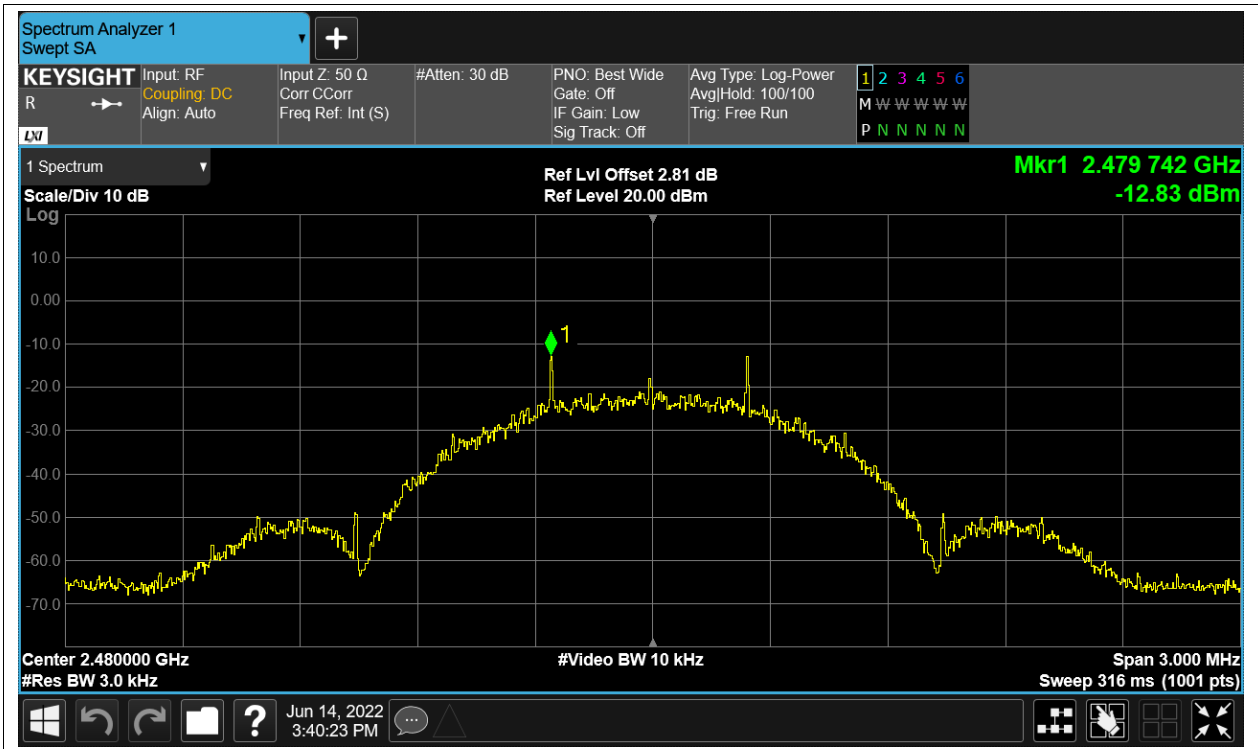 Spectrum Analyzer 1
Swept SA
+
KEYSIGHT
R
LXI
Input: RF
Coupling: DC
Align: Auto
Input Z: 50 Ω
Corr CCorr
Freq Ref: Int (S)
#Atten: 30 dB
PNO: Best Wide
Gate: Off
IF Gain: Low
Sig Track: Off
Avg Type: Log-Power
Avg|Hold: 100/100
Trig: Free Run
1 2 3 4 5 6
M W W W W W W
P N N N N N
1 Spectrum
Scale/Div 10 dB
Log
Ref Lvl Offset 2.81 dB
Ref Level 20.00 dBm
Mkr1 2.479 742 GHz
-12.83 dBm
10.0
0.00
-10.0
-20.0
-30.0
-40.0
-50.0
-60.0
-70.0
1
Center 2.480000 GHz
#Res BW 3.0 kHz
#Video BW 10 kHz
Span 3.000 MHz
Sweep 316 ms (1001 pts)
?
Jun 14, 2022
3:40:23 PM